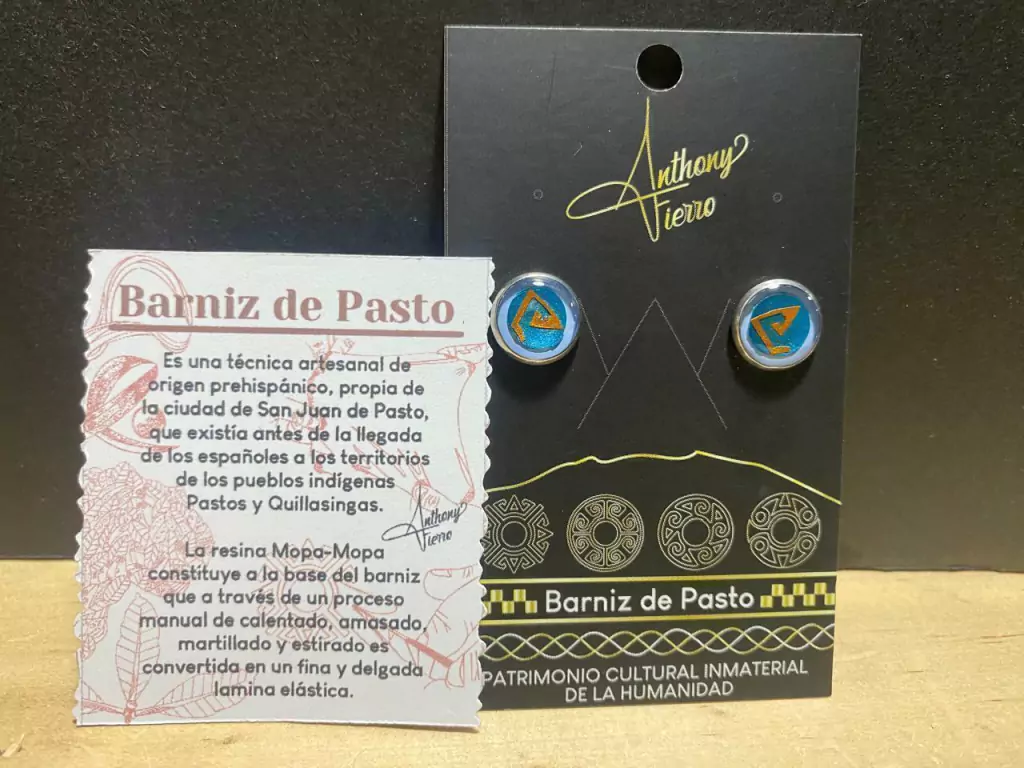 Barniz de Pasto
Es una técnica artesanal de
origen prehispánico, propia de
la ciudad de San Juan de Pasto,
que existía antes de la llegada
de los españoles a los territorios
de los pueblos indígenas
Pastos y Quillasingas.
Anthony
Fierro
La resina Mopa-Mopa
constituye a la base del barniz
que a través de un proceso
manual de calentado, amasado,
martillado y estirado es
convertida en un fina y delgada
lamina elástica.
Anthony
Fierro
Barniz de Pasto
PATRIMONIO CULTURAL INMATERIAL
DE LA HUMANIDAD